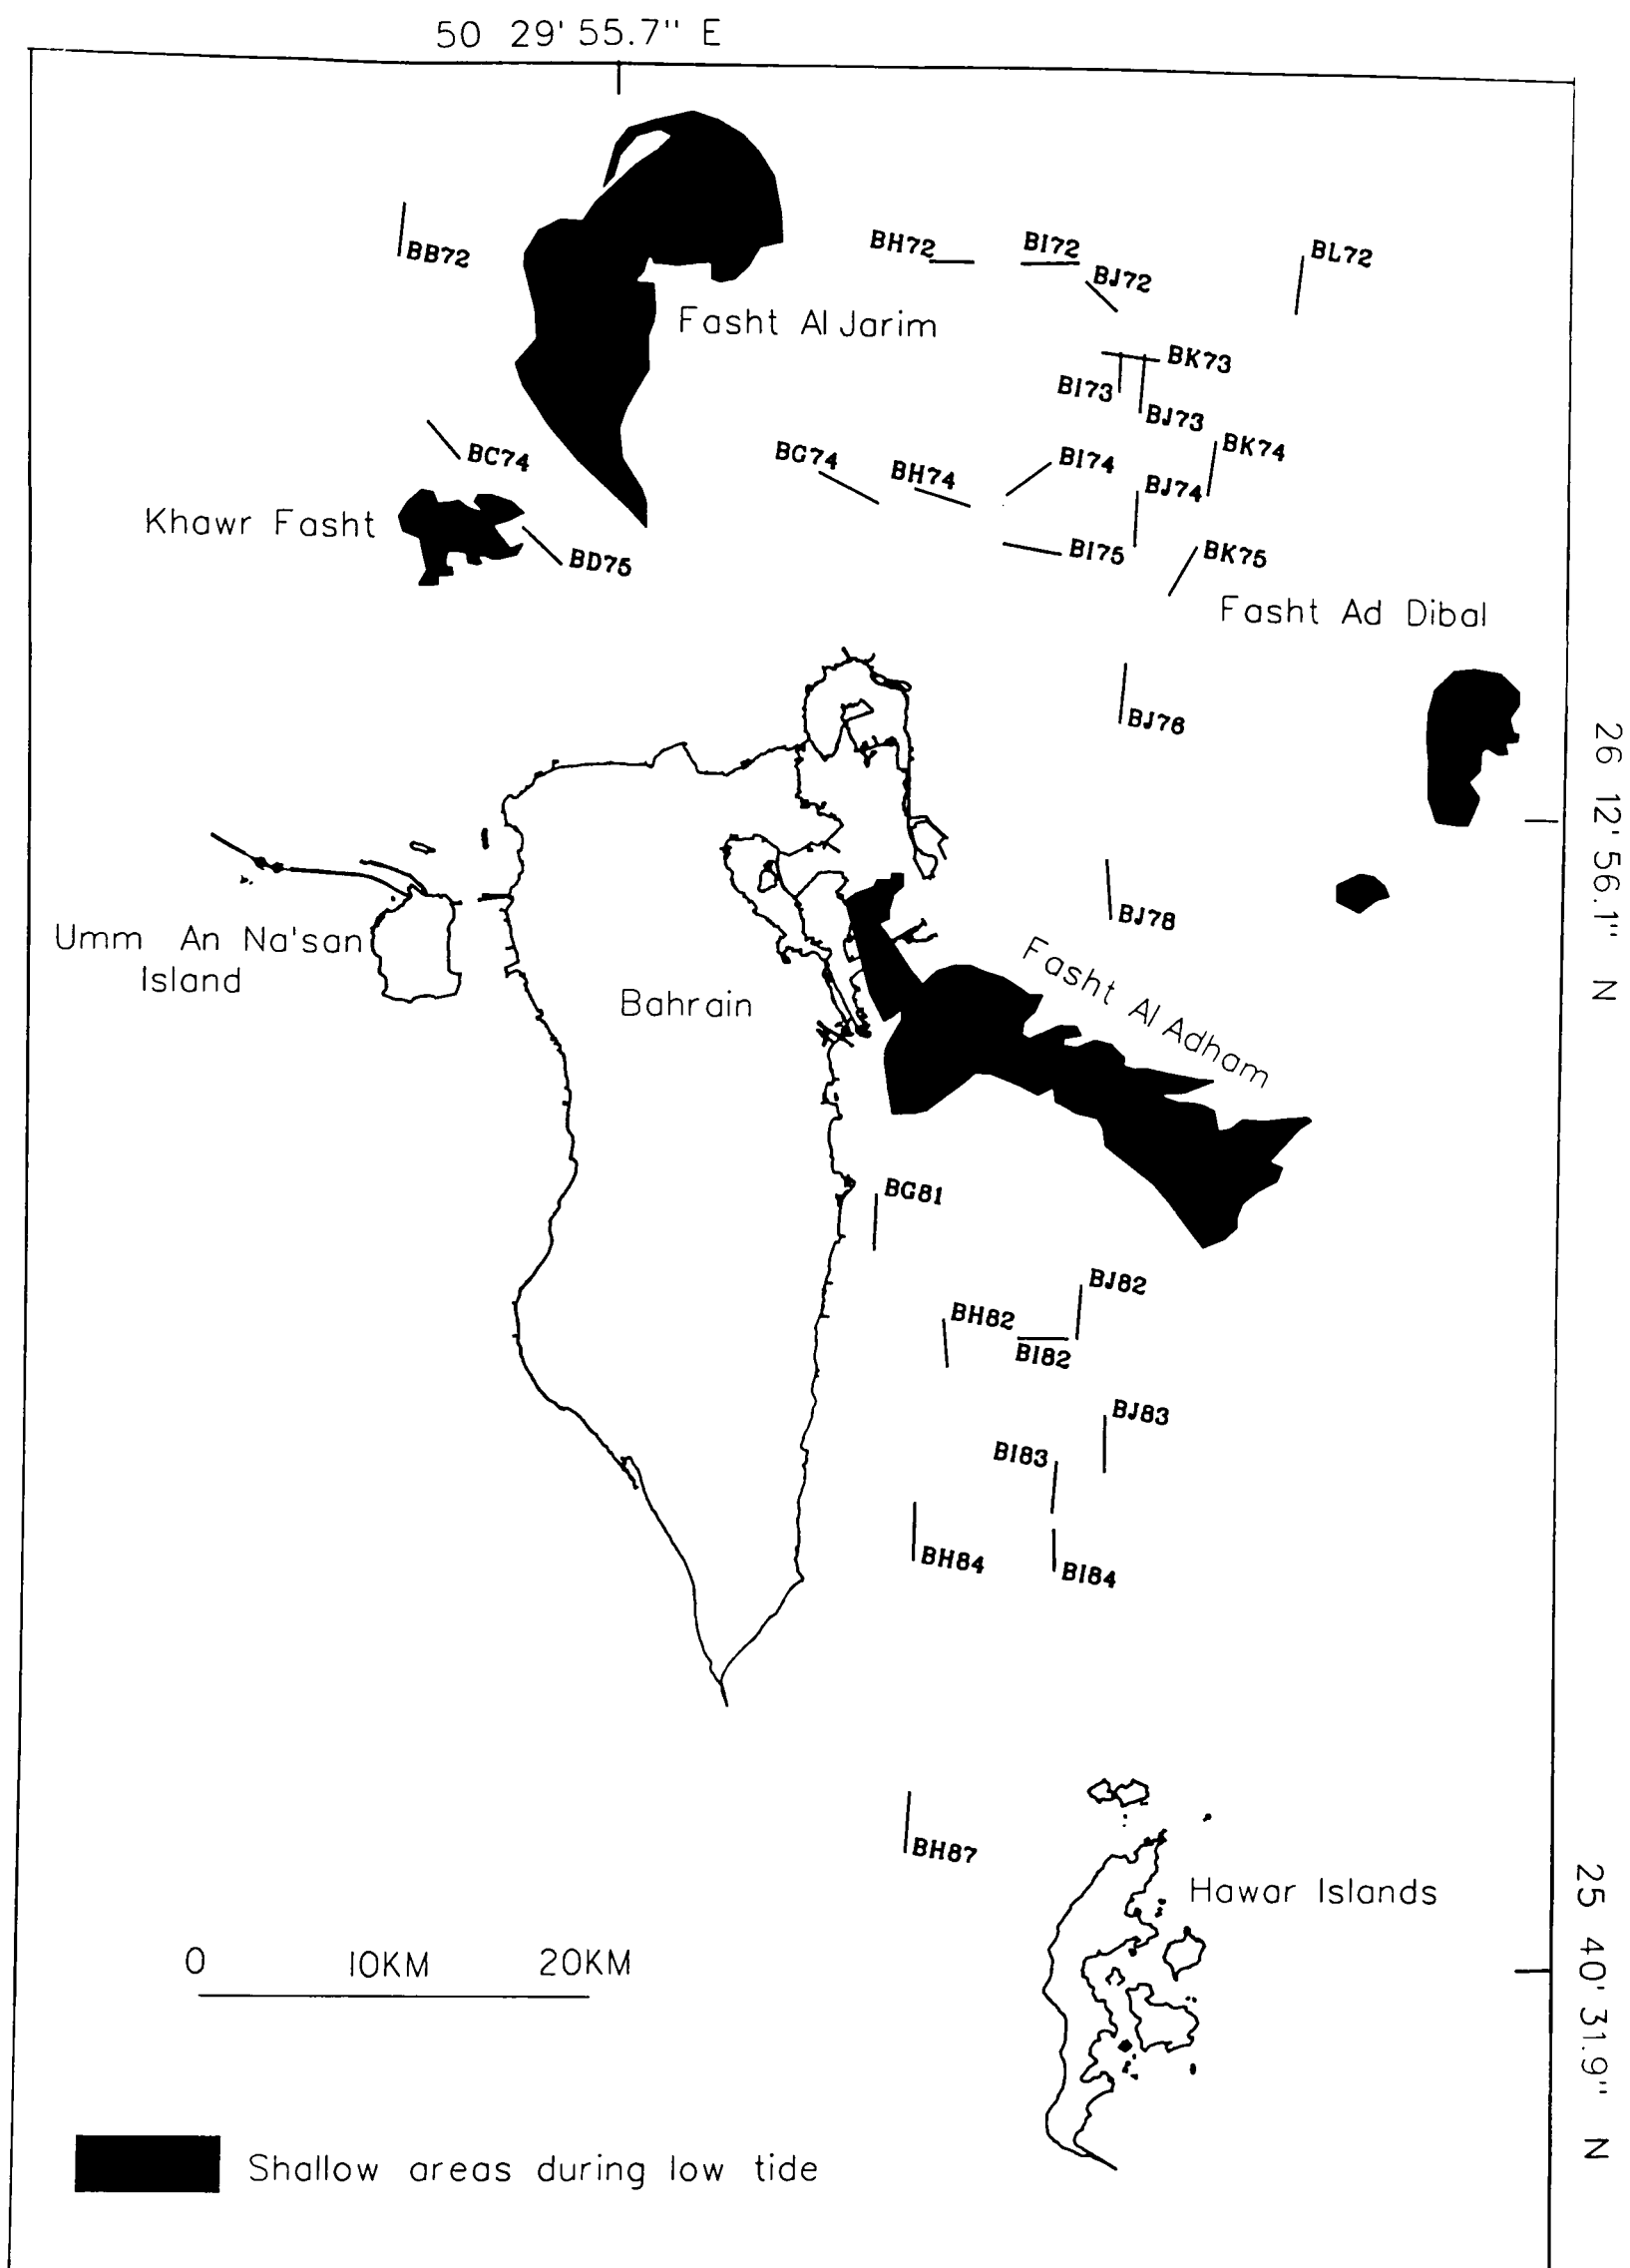 50 29' 55.7" E
BB72
BH72
BI72
BJ72
BL72
Fasht Al Jarim
BK73
BI73
BJ73
BC74
BG74
BH74
BI74
BK74
BJ74
Khawr Fasht
BD75
BI75
BK75
Fasht Ad Dibal
BJ76
26 12' 56.1" N
BJ78
Umm An Na'san
Island
Bahrain
Fasht Al Adham
BG81
BJ82
BH82
BI82
BJ83
BI83
BH84
BI84
BH87
Hawar Islands
25 40' 31.9" N
0 10KM 20KM
Shallow areas during low tide